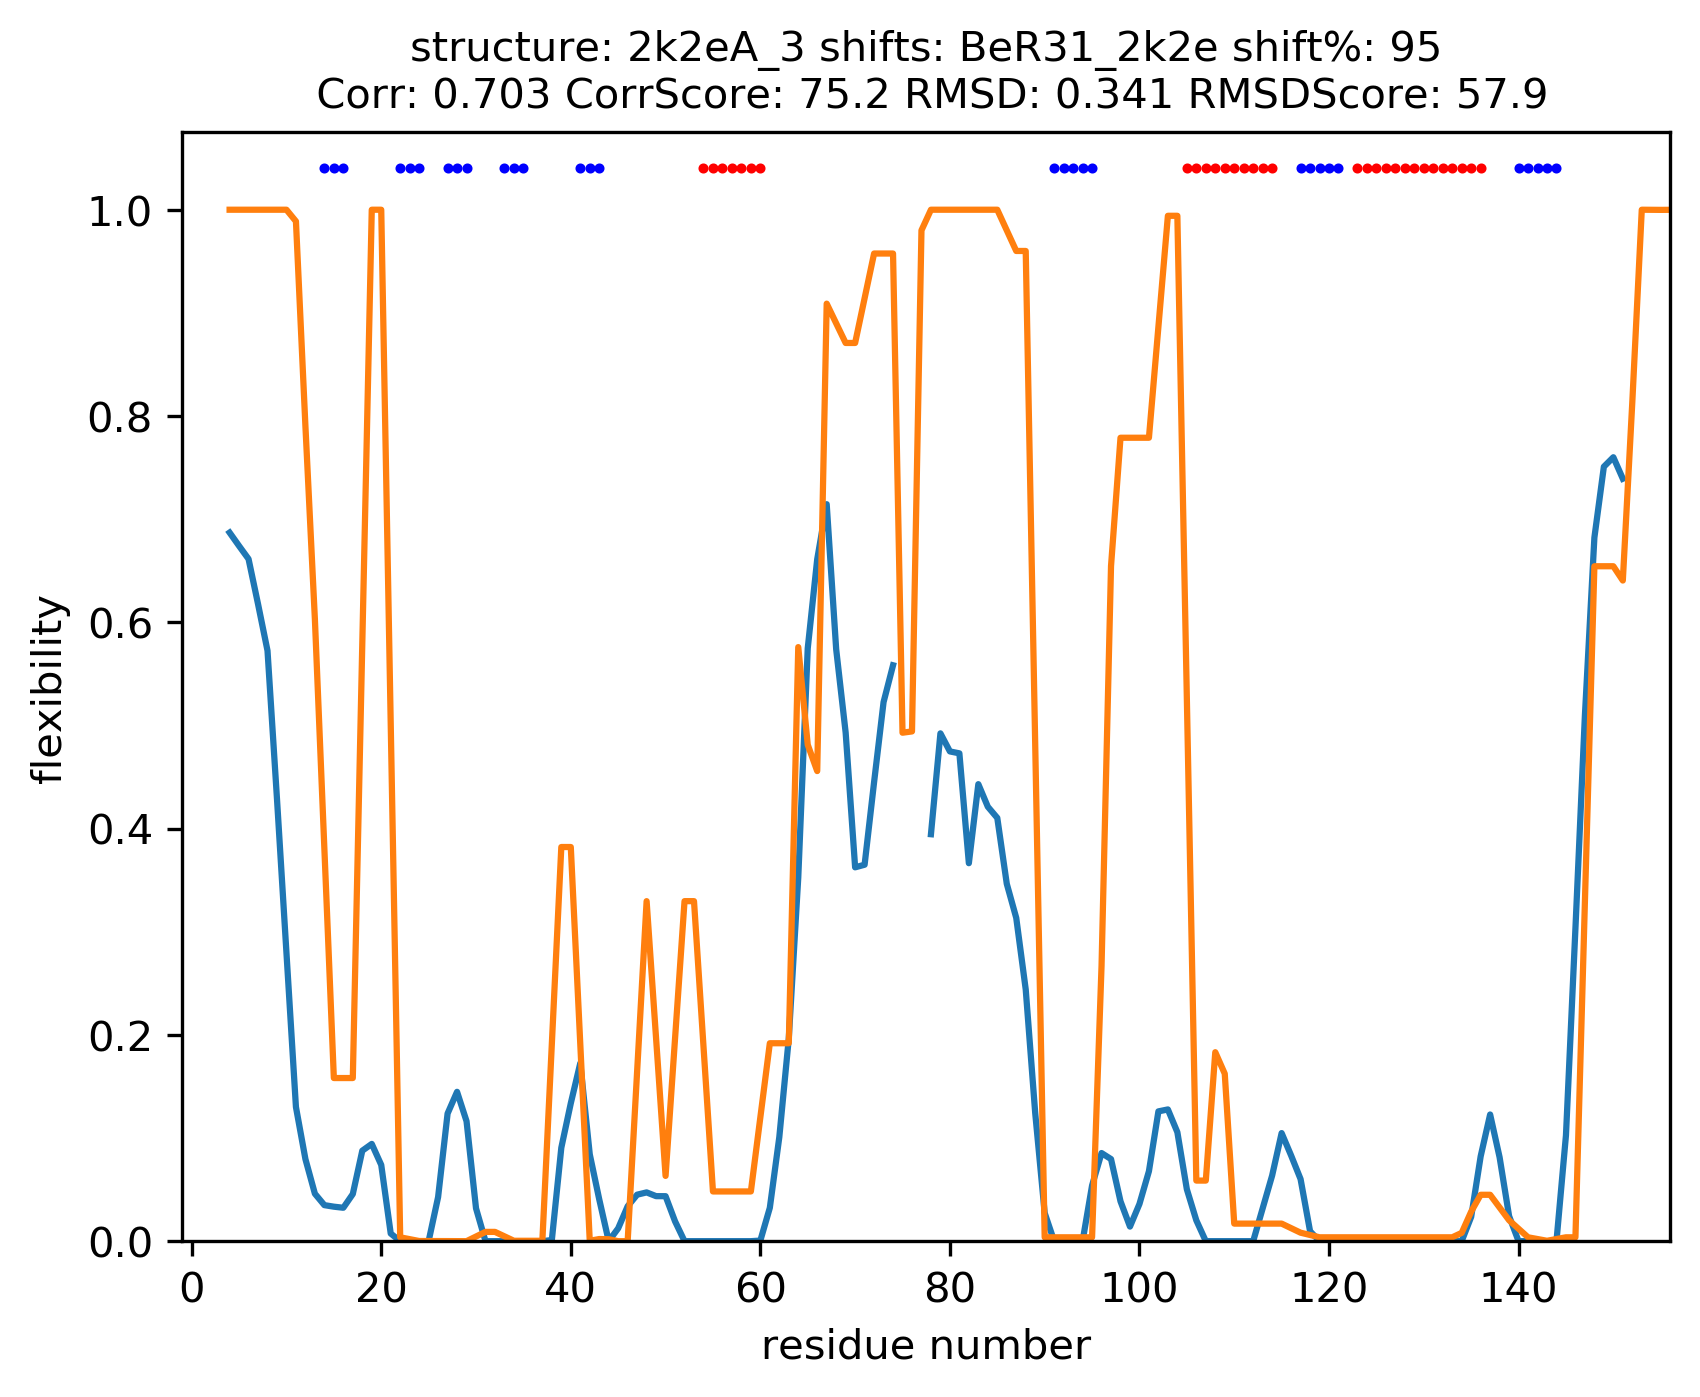 structure: 2k2eA_3 shifts: BeR31_2k2e shift%: 95
Corr: 0.703 CorrScore: 75.2 RMSD: 0.341 RMSDScore: 57.9
1.0
0.8
0.6
0.4
0.2
0.0
flexibility
0 20 40 60 80 100 120 140
residue number